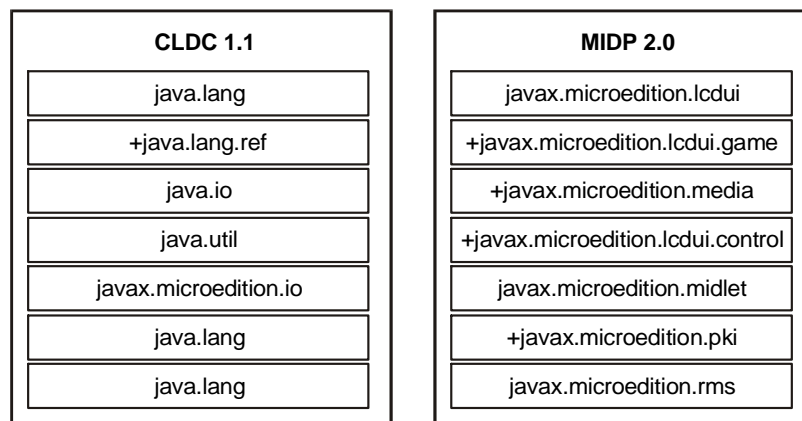 CLDC 1.1
java.lang
+java.lang.ref
java.io
java.util
javax.microedition.io
java.lang
java.lang
MIDP 2.0
javax.microedition.lcdui
+javax.microedition.lcdui.game
+javax.microedition.media
+javax.microedition.lcdui.control
javax.microedition.midlet
+javax.microedition.pki
javax.microedition.rms